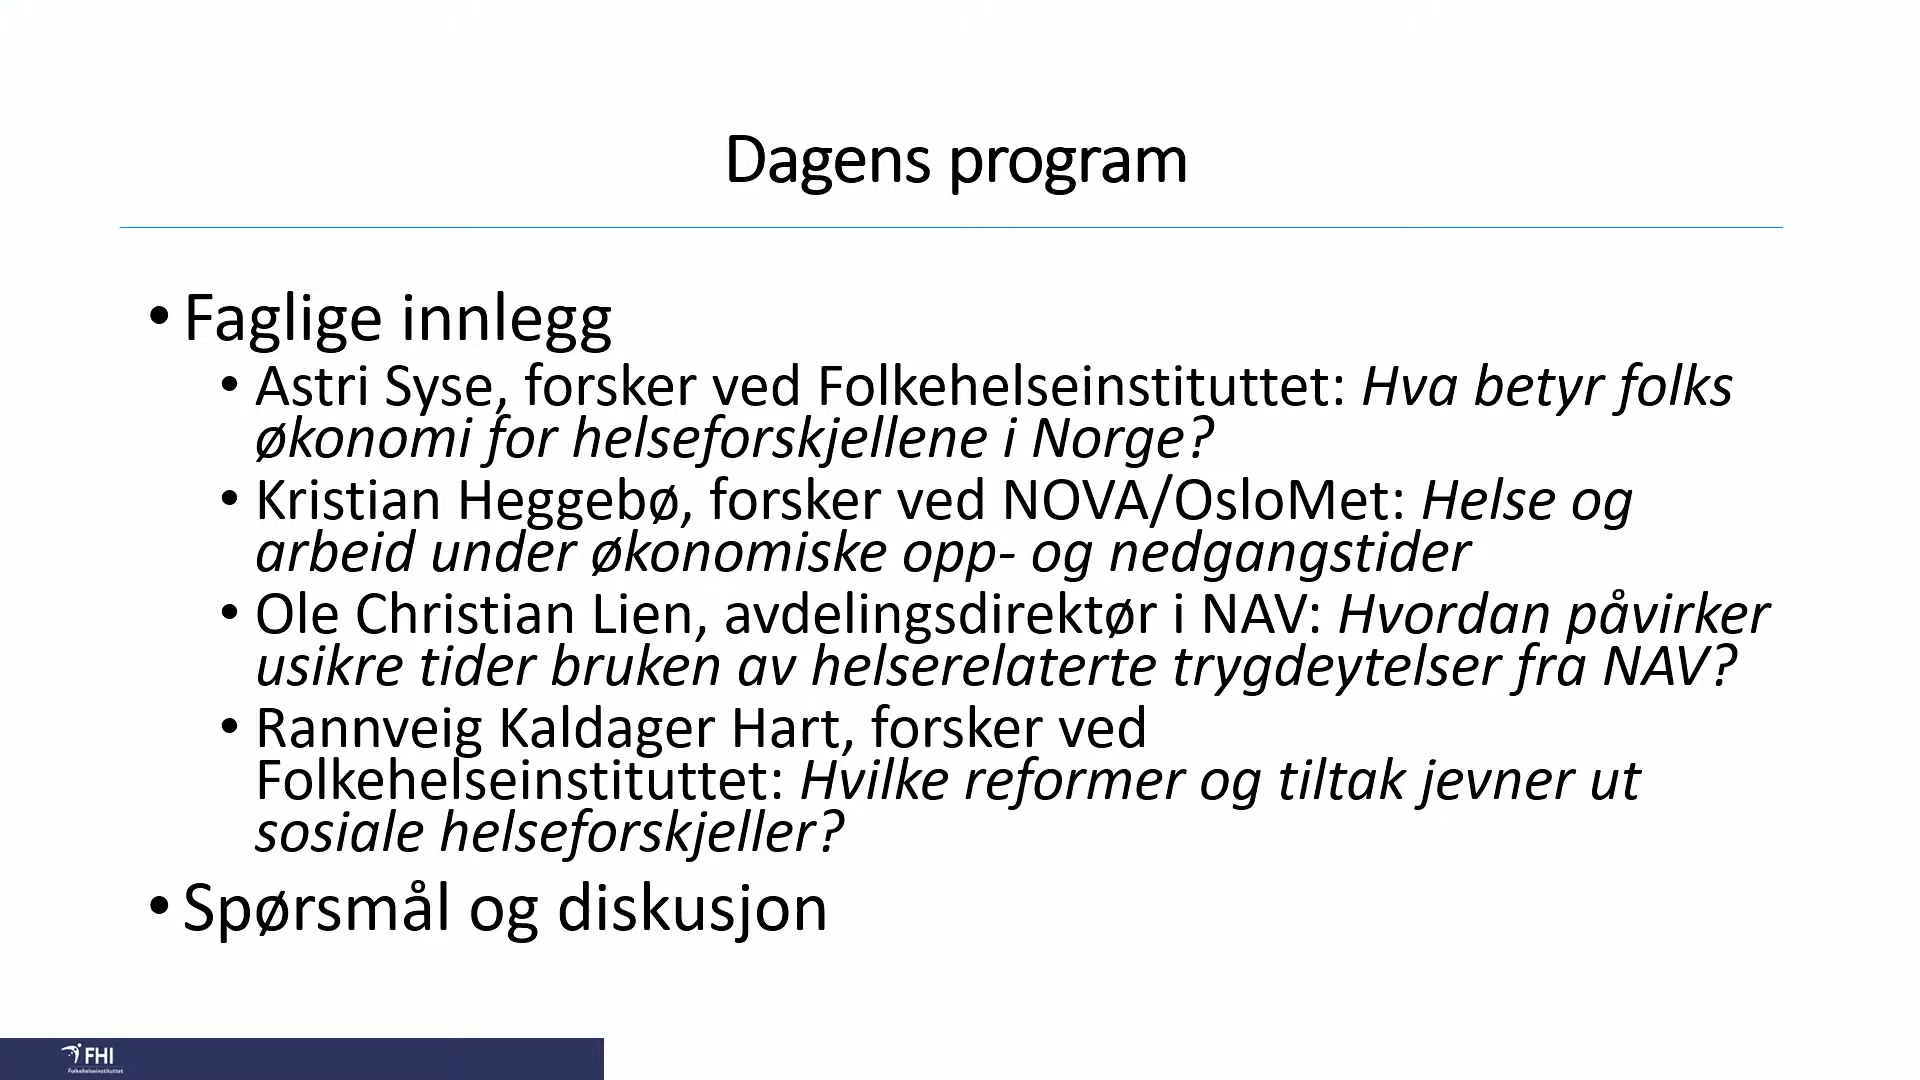 Dagens program
• Faglige innlegg
• Astri Syse, forsker ved Folkehelseinstituttet: Hva betyr folks
økonomi for helseforskjellene i Norge?
• Kristian Heggebø, forsker ved NOVA/OsloMet: Helse og
arbeid under økonomiske opp- og nedgangstider
• Ole Christian Lien, avdelingsdirektør i NAV: Hvordan påvirker
usikre tider bruken av helserelaterte trygdeytelser fra NAV?
• Rannveig Kaldager Hart, forsker ved
Folkehelseinstituttet: Hvilke reformer og tiltak jevner ut
sosiale helseforskjeller?
• Spørsmål og diskusjon
FHI
Folkehelseinstituttet